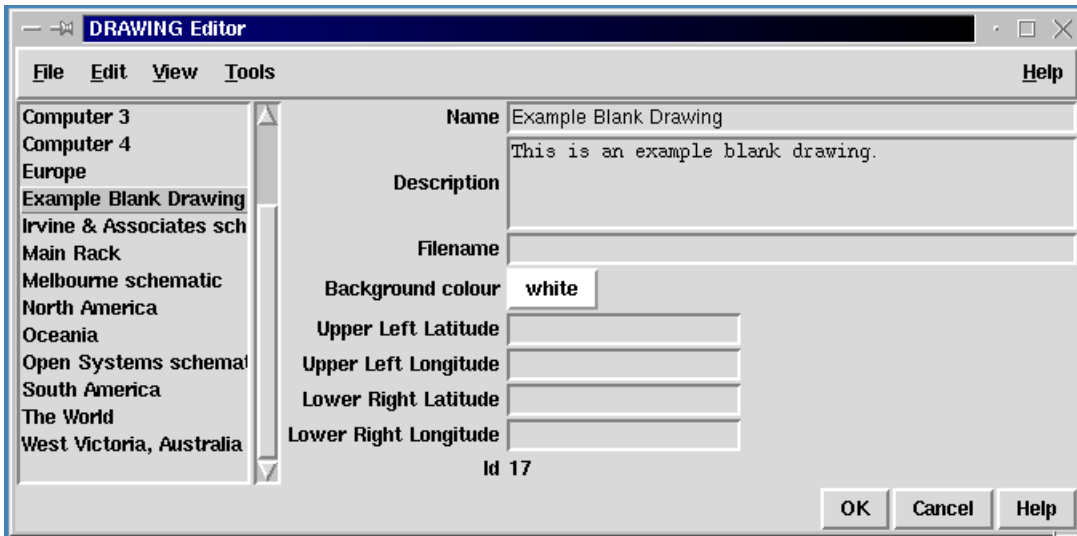 DRAWING Editor
File Edit View Tools Help
Computer 3
Computer 4
Europe
Example Blank Drawing
Irvine & Associates sch
Main Rack
Melbourne schematic
North America
Oceania
Open Systems schemat
South America
The World
West Victoria, Australia
Name Example Blank Drawing
Description This is an example blank drawing.
Filename
Background colour white
Upper Left Latitude
Upper Left Longitude
Lower Right Latitude
Lower Right Longitude
Id 17
OK Cancel Help